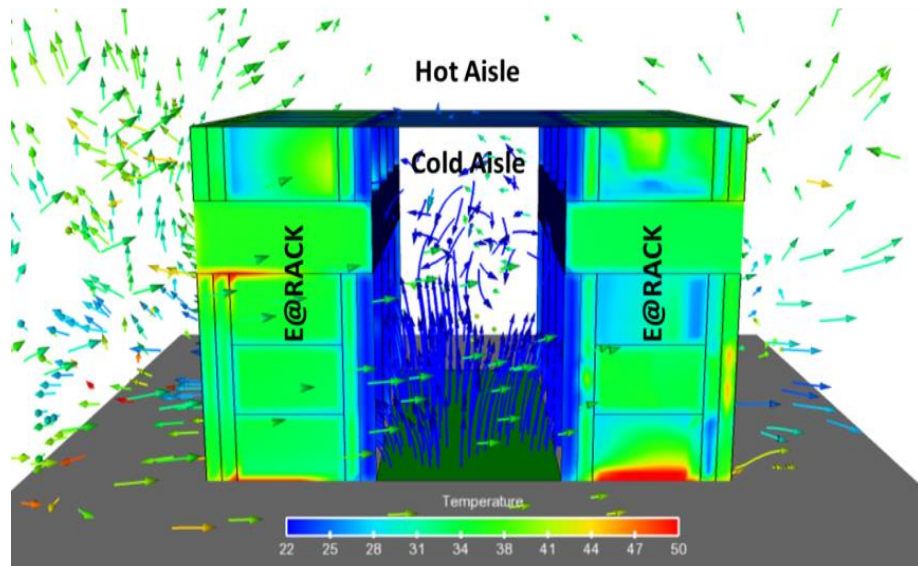 Hot Aisle
Cold Aisle
E@RACK
E@RACK
Temperature
22 25 28 31 34 38 41 44 47 50